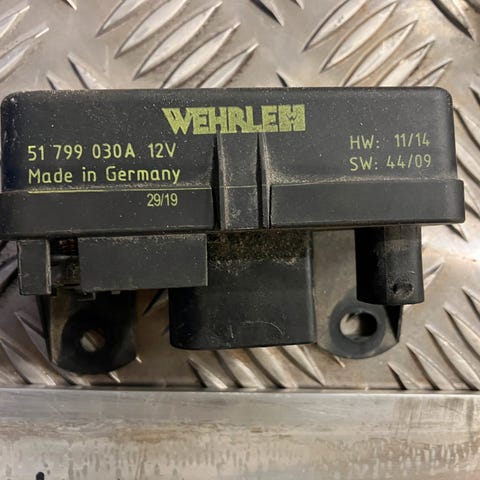 WEHRLE
51 799 030A 12V
Made in Germany
29/19
HW: 11/14
SW: 44/09